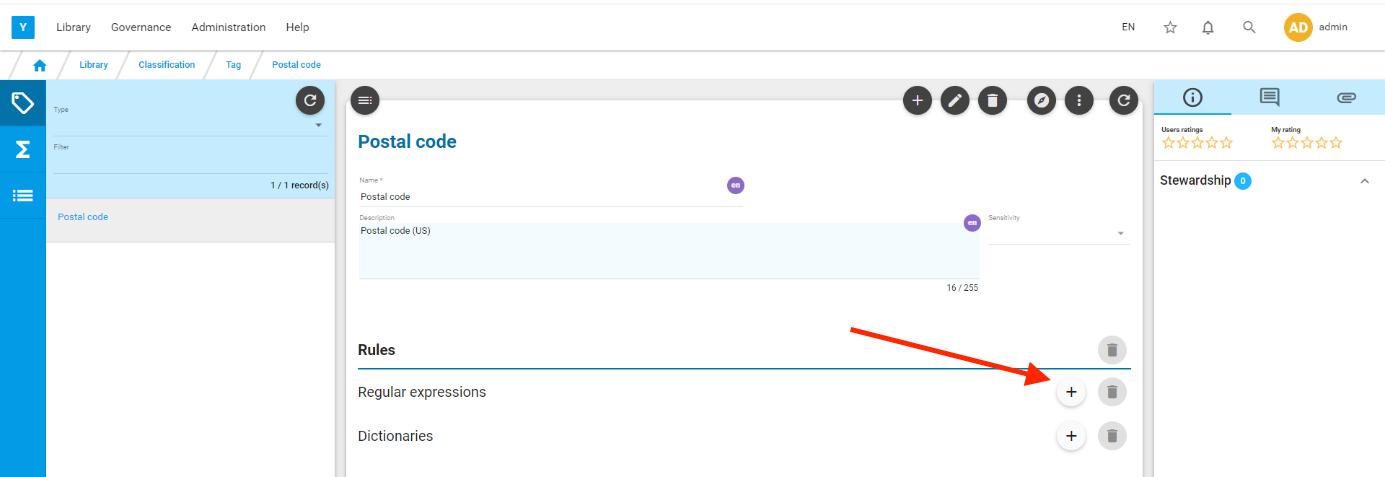 Y Library Governance Administration Help EN AD admin
Library Classification Tag Postal code
Type
Filter
1 / 1 record(s)
Postal code
Postal code
Name *
en
Postal code
Description
en
Postal code (US)
Sensitivity
16 / 255
Rules
Regular expressions
+
Dictionaries
+
Users ratings My rating
Stewardship 0